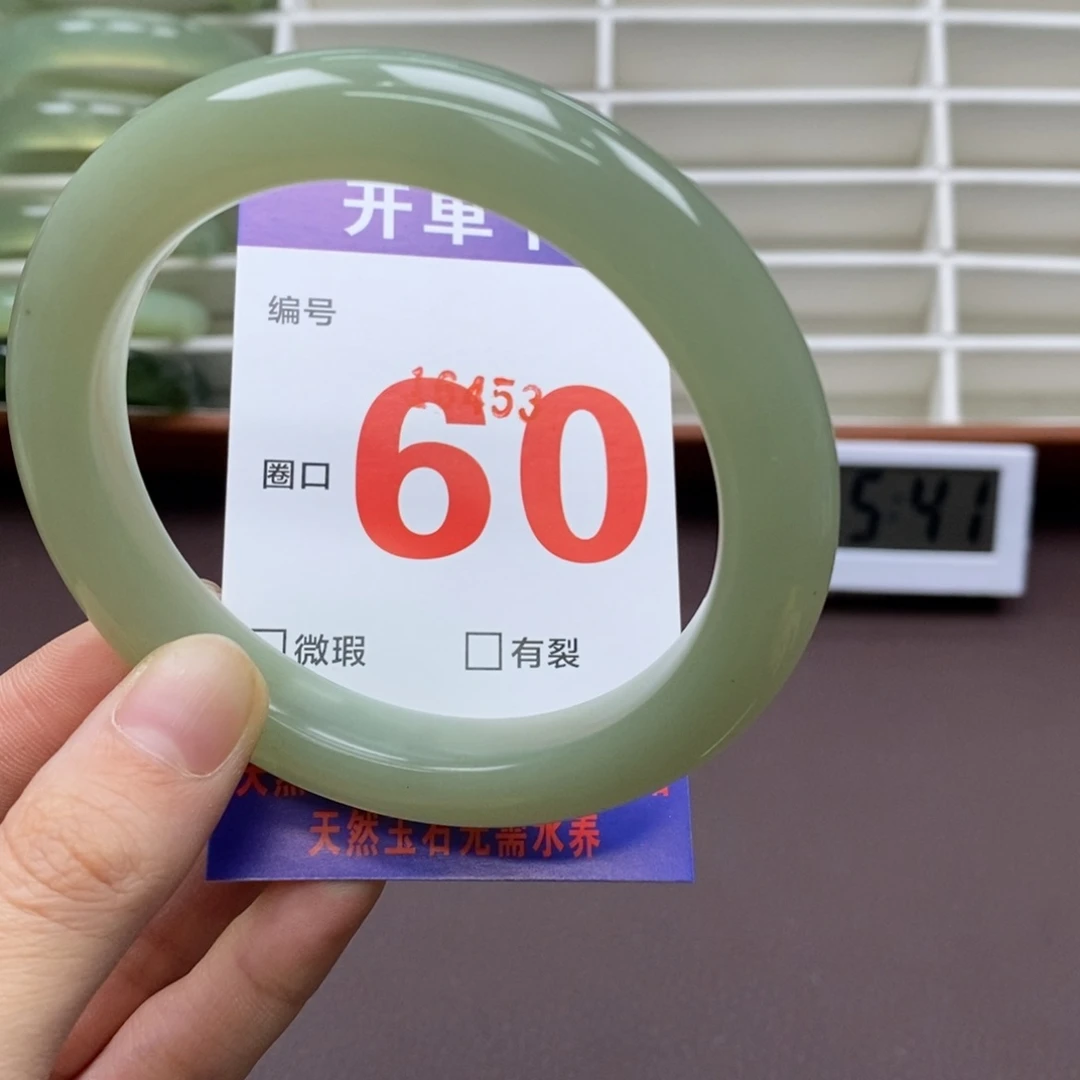 开单
编号
16453
圈口 60
微瑕 有裂
天然玉石无需水养
5:41